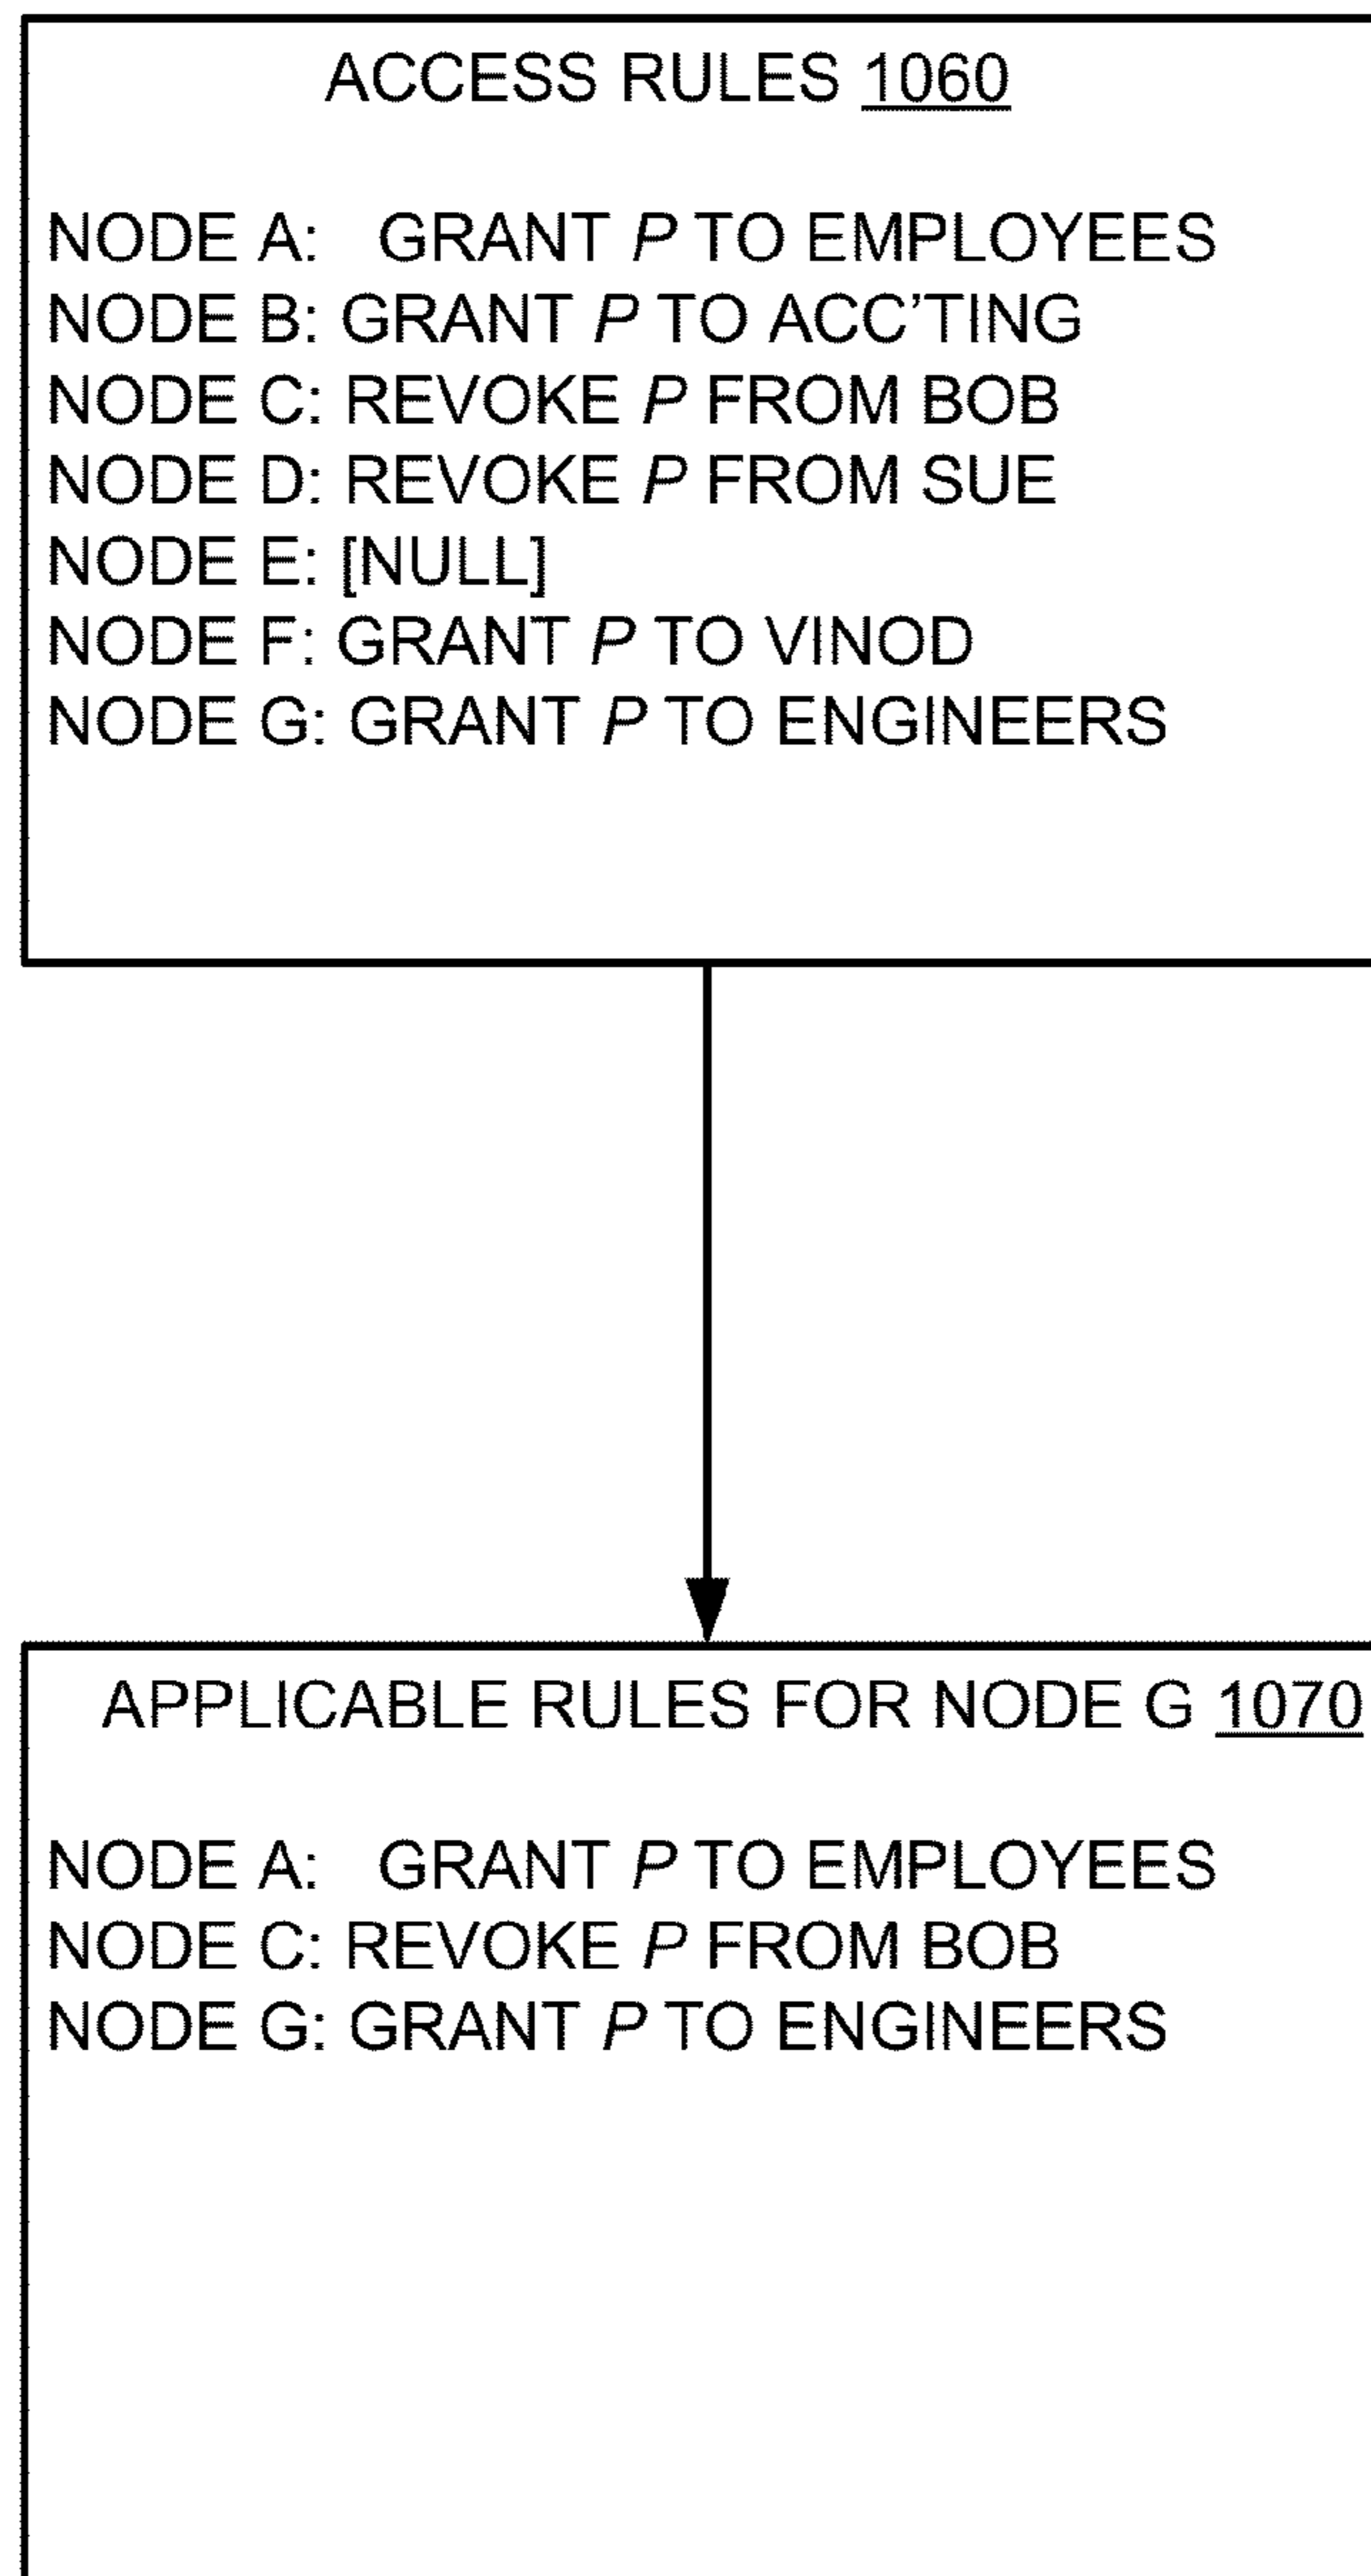 ACCESS RULES 1060
NODE A: GRANT P TO EMPLOYEES
NODE B: GRANT P TO ACC'TING
NODE C: REVOKE P FROM BOB
NODE D: REVOKE P FROM SUE
NODE E: [NULL]
NODE F: GRANT P TO VINOD
NODE G: GRANT P TO ENGINEERS
APPLICABLE RULES FOR NODE G 1070
NODE A: GRANT P TO EMPLOYEES
NODE C: REVOKE P FROM BOB
NODE G: GRANT P TO ENGINEERS